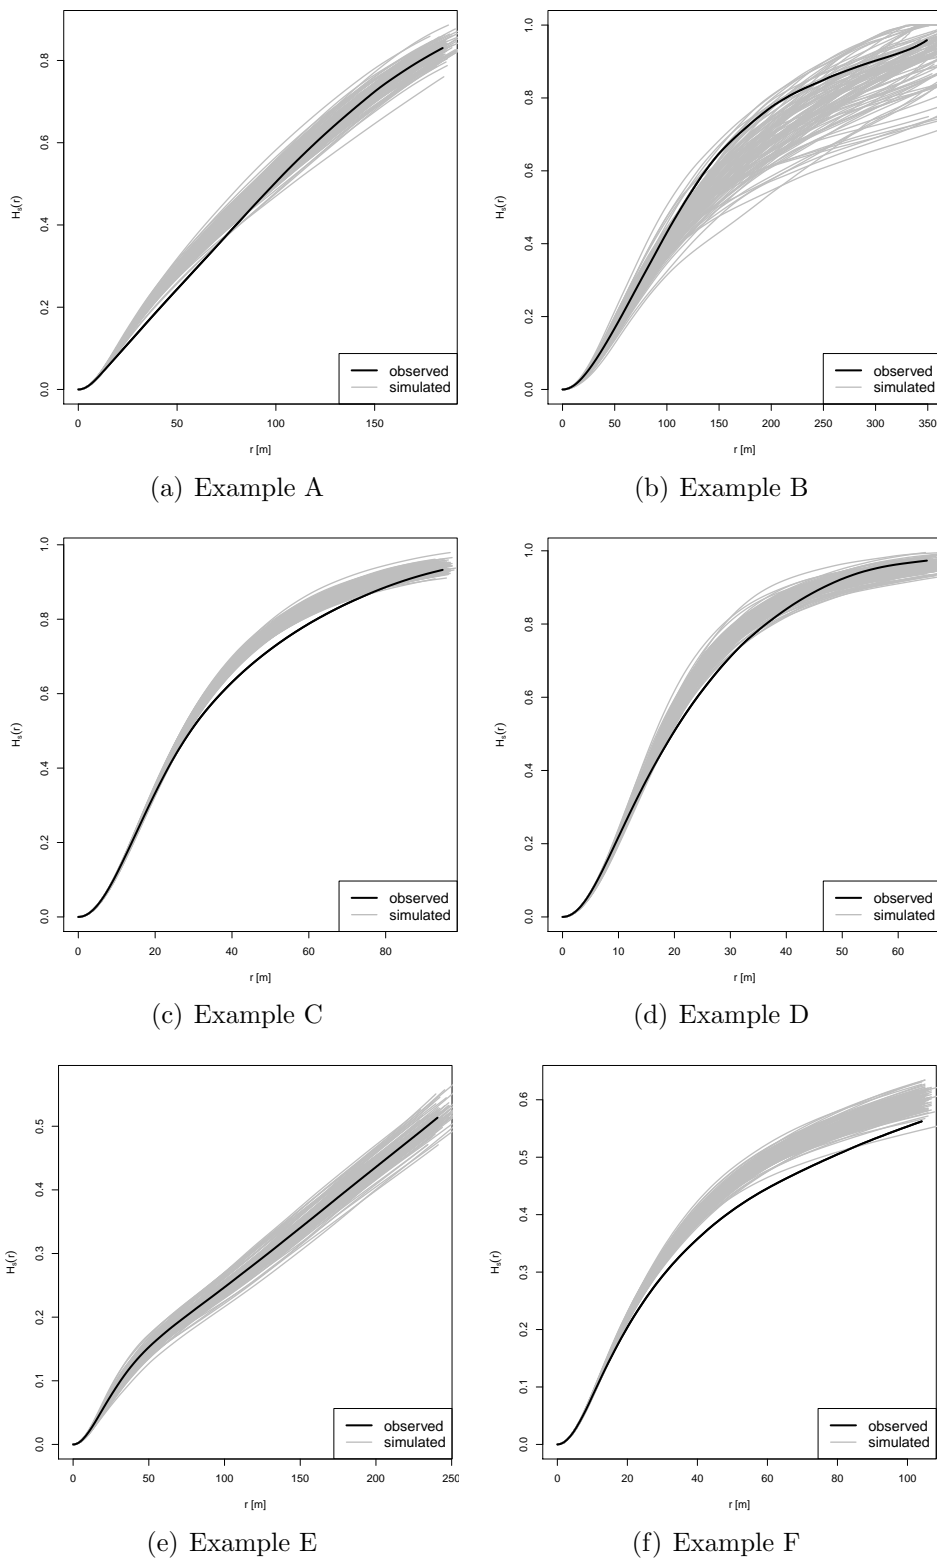 0.8
0.6
H_s(r)
0.4
0.2
0.0
observed
simulated
0 50 100 150
r [m]
(a) Example A
1.0
0.8
0.6
H_s(r)
0.4
0.2
0.0
observed
simulated
0 50 100 150 200 250 300 350
r [m]
(b) Example B
1.0
0.8
0.6
H_s(r)
0.4
0.2
0.0
observed
simulated
0 20 40 60 80
r [m]
(c) Example C
1.0
0.8
0.6
H_s(r)
0.4
0.2
0.0
observed
simulated
0 10 20 30 40 50 60
r [m]
(d) Example D
0.5
0.4
0.3
H_s(r)
0.2
0.1
0.0
observed
simulated
0 50 100 150 200 250
r [m]
(e) Example E
0.6
0.5
0.4
0.3
H_s(r)
0.2
0.1
0.0
observed
simulated
0 20 40 60 80 100
r [m]
(f) Example F